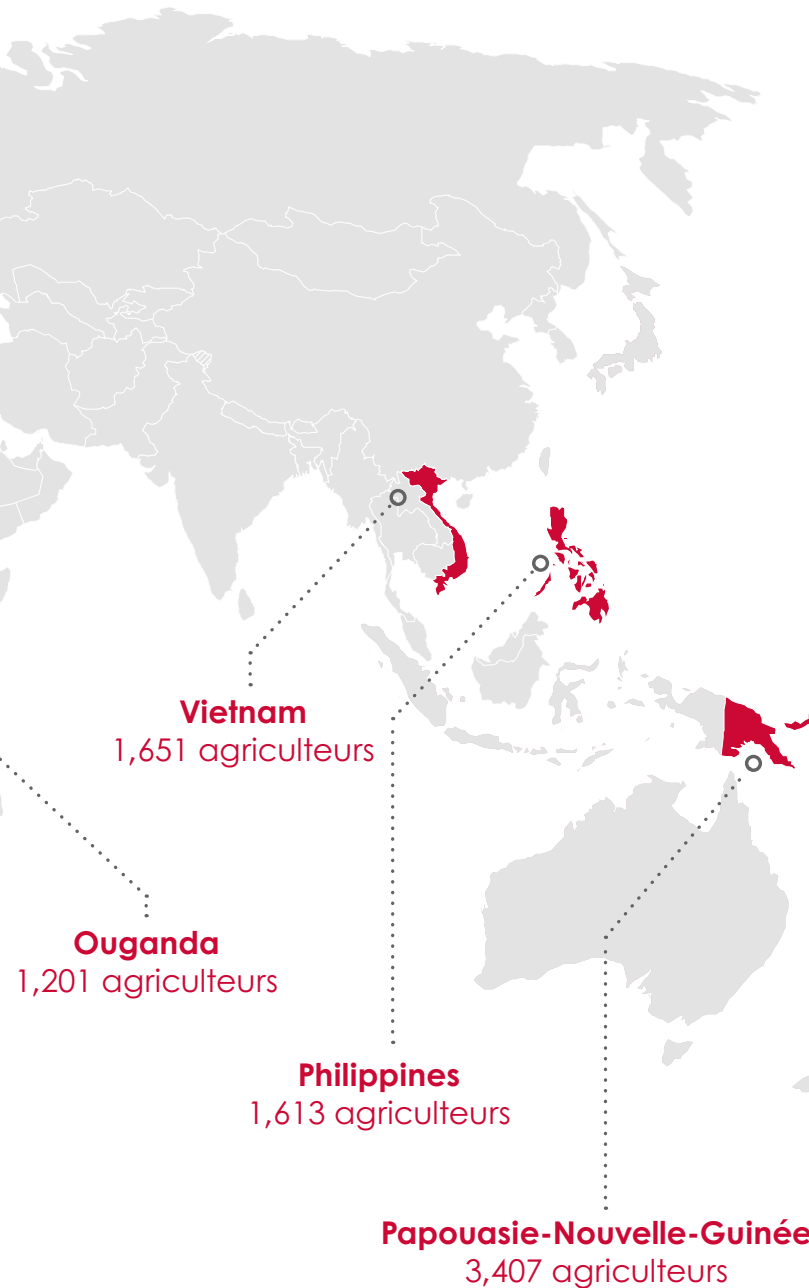 Vietnam
1,651 agriculteurs
Ouganda
1,201 agriculteurs
Philippines
1,613 agriculteurs
Papouasie-Nouvelle-Guinée
3,407 agriculteurs